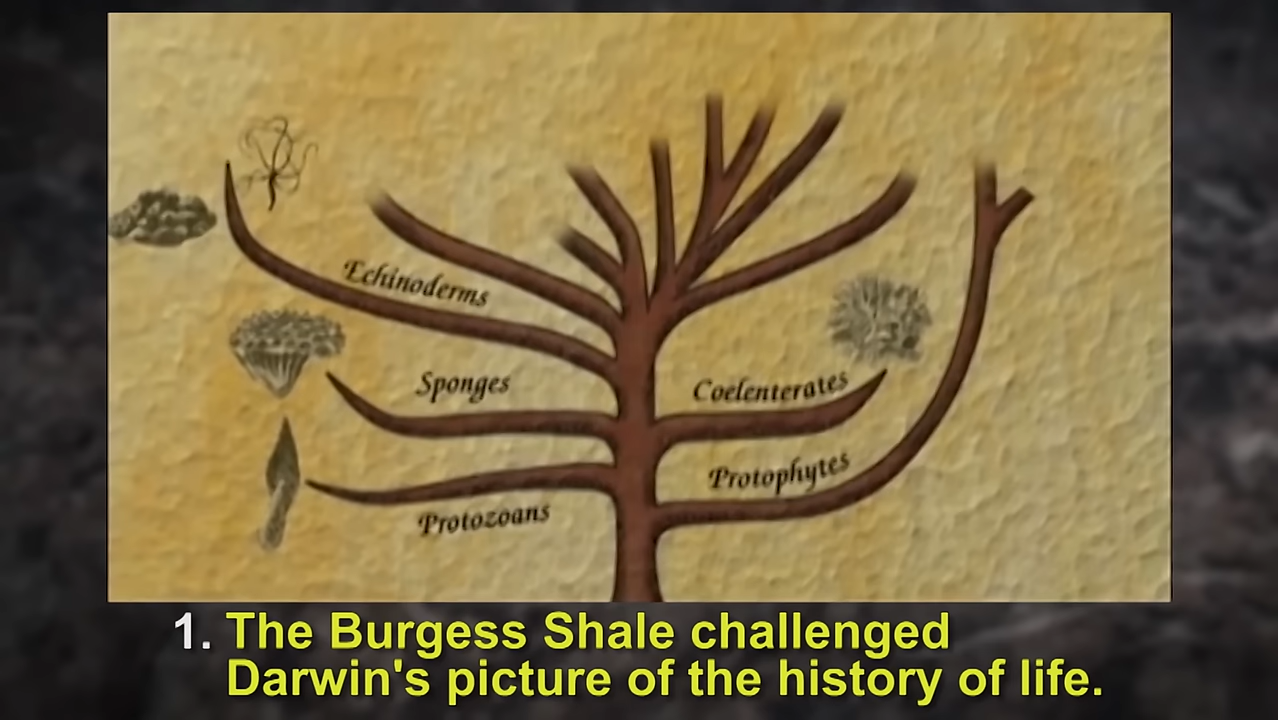 Echinoderms
Sponges
Coelenterates
Protophytes
Protozoans
1. The Burgess Shale challenged
Darwin's picture of the history of life.